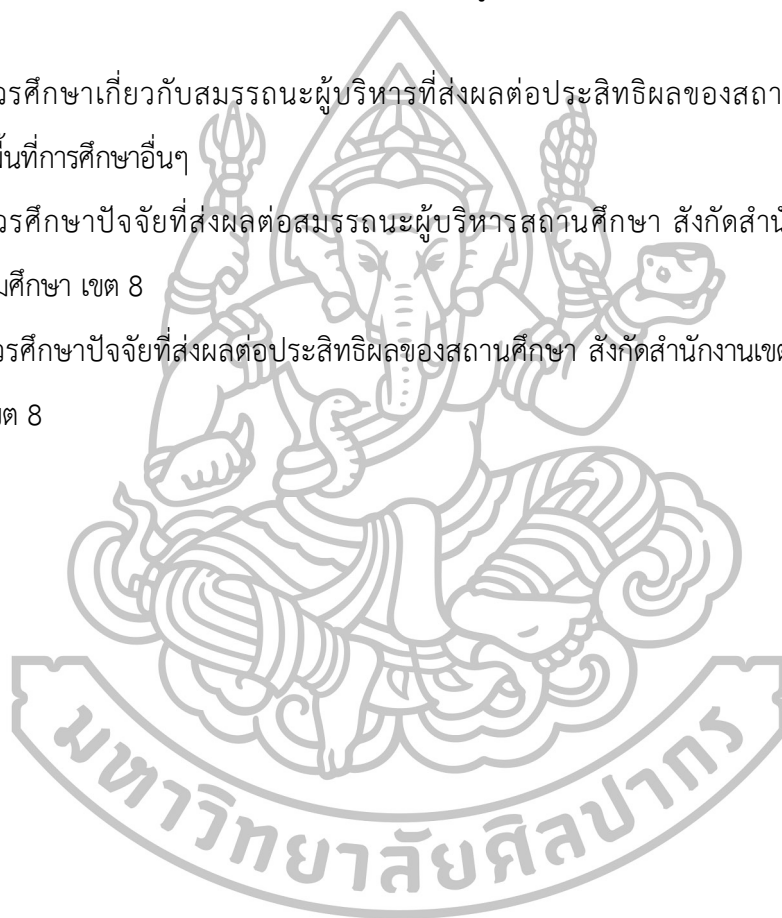 วรศึกษาเกี่ยวกับสมรรถนะผู้บริหารที่ส่งผลต่อประสิทธิผลของสถา
พื้นที่การศึกษาอื่นๆ
วรศึกษาปัจจัยที่ส่งผลต่อสมรรถนะผู้บริหารสถานศึกษา สังกัดสำนั
มศึกษา เขต 8
วรศึกษาปัจจัยที่ส่งผลต่อประสิทธิผลของสถานศึกษา สังกัดสำนักงานเขต
ขต 8
มหาวิทยาลัยศิลปากร